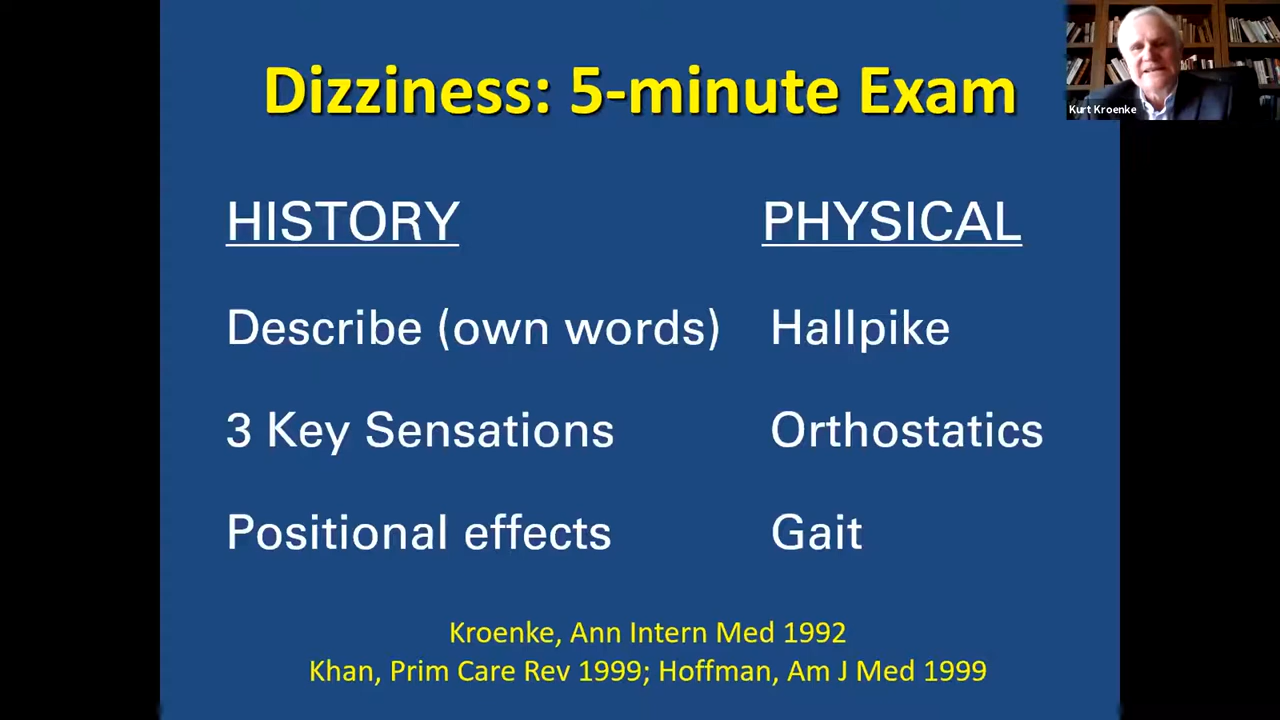 Dizziness: 5-minute Exam
Kurt Kroenke
HISTORY
PHYSICAL
Describe (own words)
Hallpike
3 Key Sensations
Orthostatics
Positional effects
Gait
Kroenke, Ann Intern Med 1992
Khan, Prim Care Rev 1999; Hoffman, Am J Med 1999